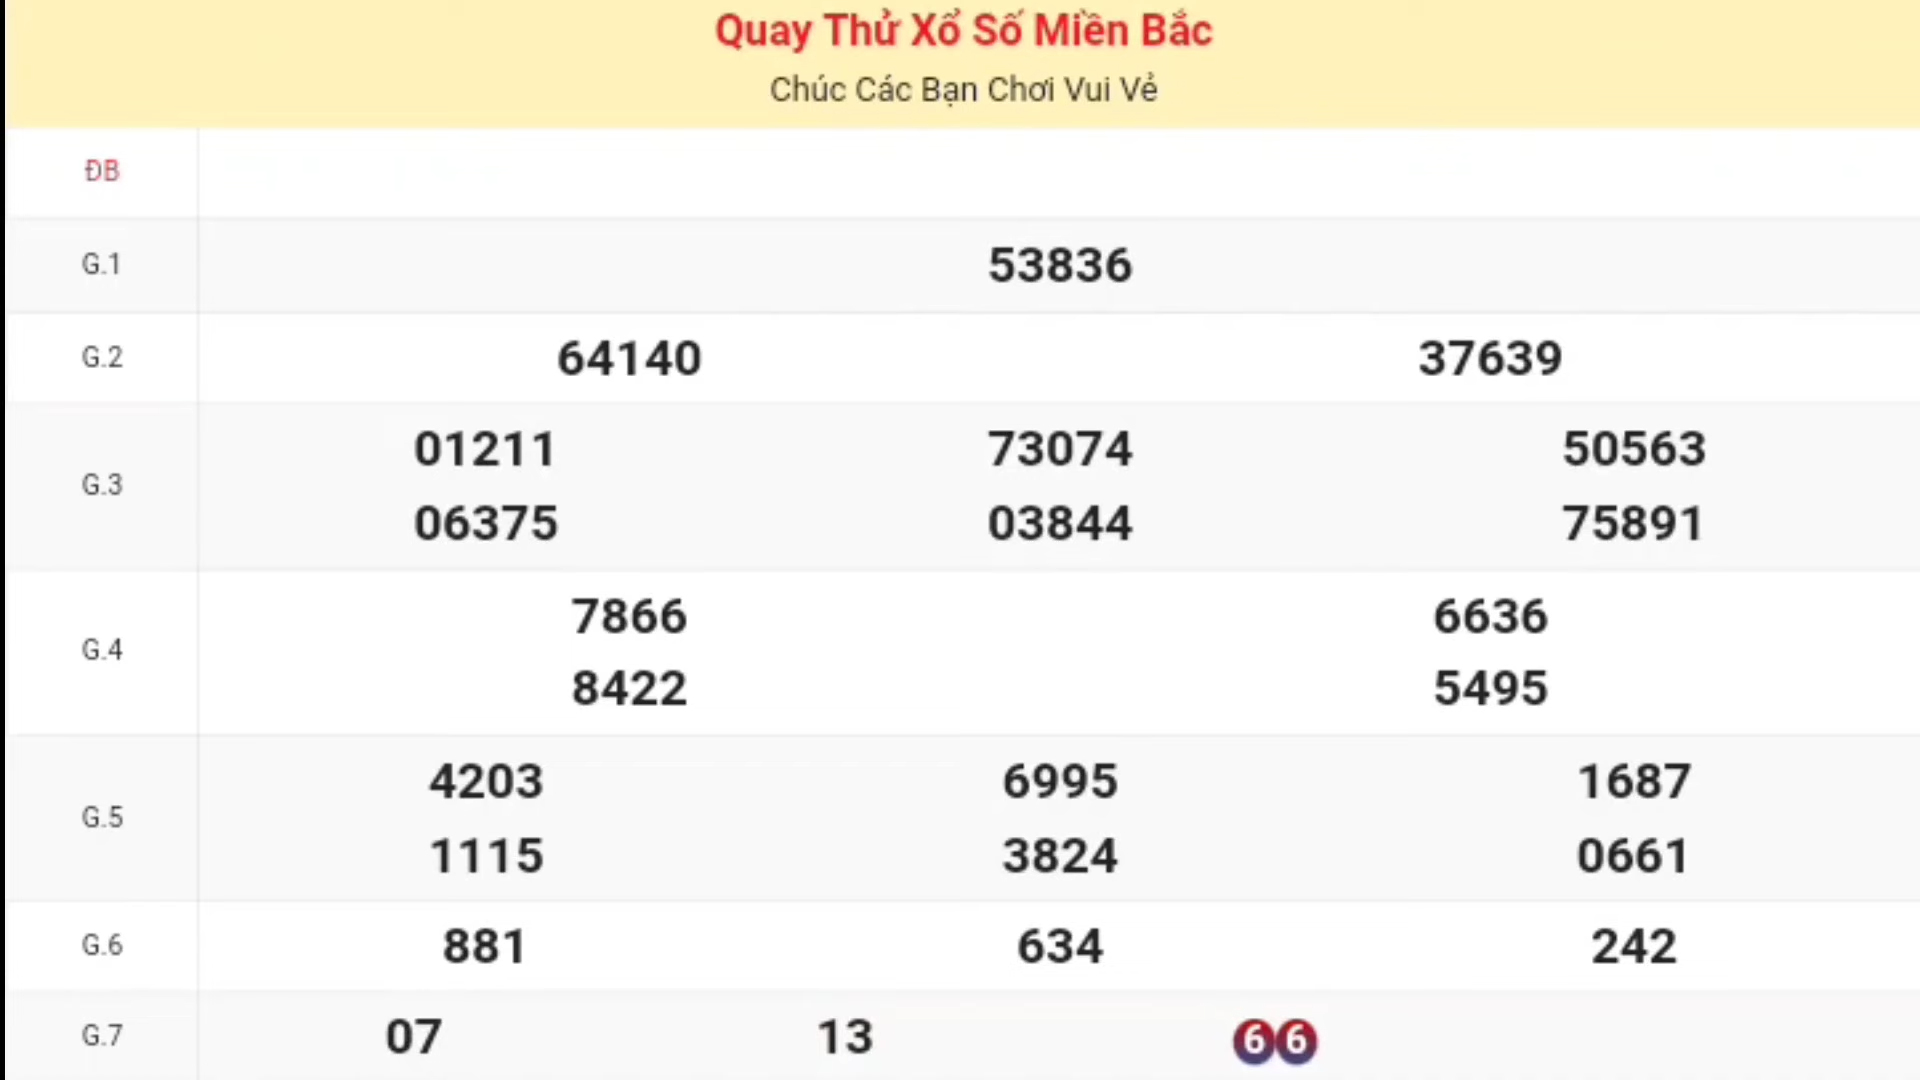 Quay Thử Xổ Số Miền Bắc
Chúc Các Bạn Chơi Vui Vẻ
ĐB
G.1 53836
G.2 64140 37639
G.3 01211 73074 50563
06375 03844 75891
G.4 7866 6636
8422 5495
G.5 4203 6995 1687
1115 3824 0661
G.6 881 634 242
G.7 07 13 66